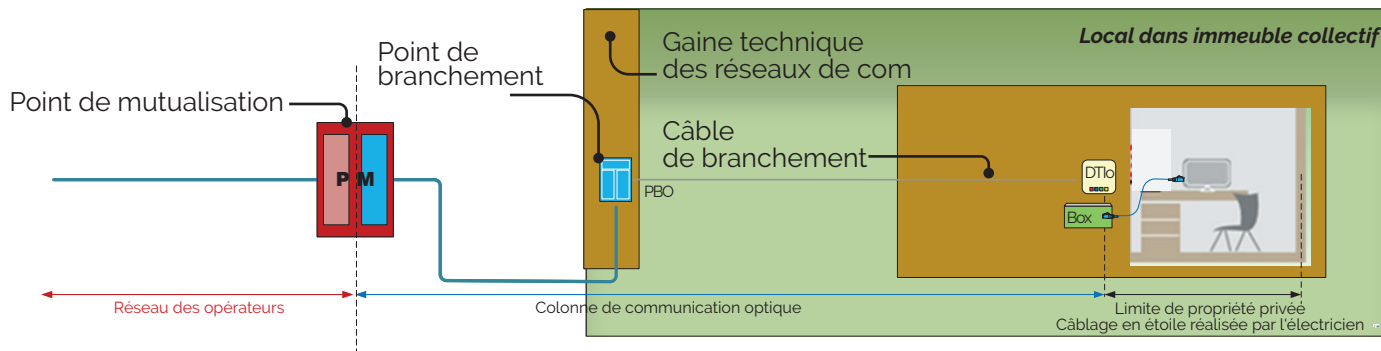 Local dans immeuble collectif
Gaine technique
des réseaux de com
Point de
branchement
Point de mutualisation
Câble
de branchement
P M
PBO
DTIo
Box
Réseau des opérateurs
Colonne de communication optique
Limite de propriété privée
Câblage en étoile réalisée par l'électricien